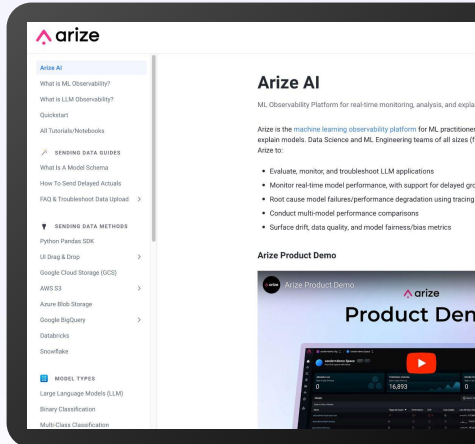 arize
Arize AI
What is ML Observability?
What is LLM Observability?
Quickstart
All Tutorials/Notebooks
SENDING DATA GUIDES
What Is A Model Schema
How To Send Delayed Actuals
FAQ & Troubleshoot Data Upload
SENDING DATA METHODS
Python Pandas SDK
UI Drag & Drop
Google Cloud Storage (GCS)
AWS S3
Azure Blob Storage
Google BigQuery
Databricks
Snowflake
MODEL TYPES
Large Language Models (LLM)
Binary Classification
Multi-Class Classification
Arize AI
ML Observability Platform for real-time monitoring, analysis, and expla
Arize is the machine learning observability platform for ML practitioner
explain models. Data Science and ML Engineering teams of all sizes (f
Arize to:
• Evaluate, monitor, and troubleshoot LLM applications
• Monitor real-time model performance, with support for delayed gro
• Root cause model failures/performance degradation using tracing
• Conduct multi-model performance comparisons
• Surface drift, data quality, and model fairness/bias metrics
Arize Product Demo
arize
Arize Product Demo
arize
Product Den
0
16,893
0